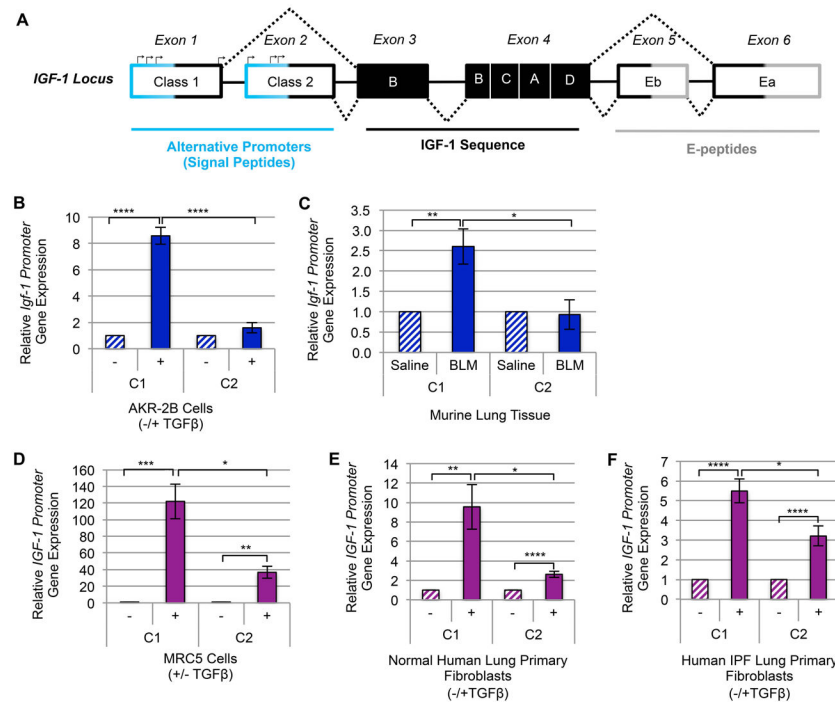 A
Exon 1 Exon 2 Exon 3 Exon 4 Exon 5 Exon 6
IGF-1 Locus Class 1 Class 2 B B C A D Eb Ea
Alternative Promoters
(Signal Peptides)
IGF-1 Sequence
E-peptides
B
Relative Igf-1 Promoter
Gene Expression
10
8
6
4
2
0
**** ****
- + - +
C1 C2
AKR-2B Cells
(-/+ TGFβ)
C
Relative Igf-1 Promoter
Gene Expression
3.5
3.0
2.5
2.0
1.5
1.0
0.5
0.0
** *
Saline BLM Saline BLM
C1 C2
Murine Lung Tissue
D
Relative IGF-1 Promoter
Gene Expression
160
140
120
100
80
60
40
20
0
*** *
**
- + - +
C1 C2
MRC5 Cells
(+/- TGFβ)
E
Relative IGF-1 Promoter
Gene Expression
14
12
10
8
6
4
2
0
** *
****
- + - +
C1 C2
Normal Human Lung Primary
Fibroblasts
(-/+TGFβ)
F
Relative IGF-1 Promoter
Gene Expression
7
6
5
4
3
2
1
0
**** *
****
- + - +
C1 C2
Human IPF Lung Primary
Fibroblasts
(-/+TGFβ)